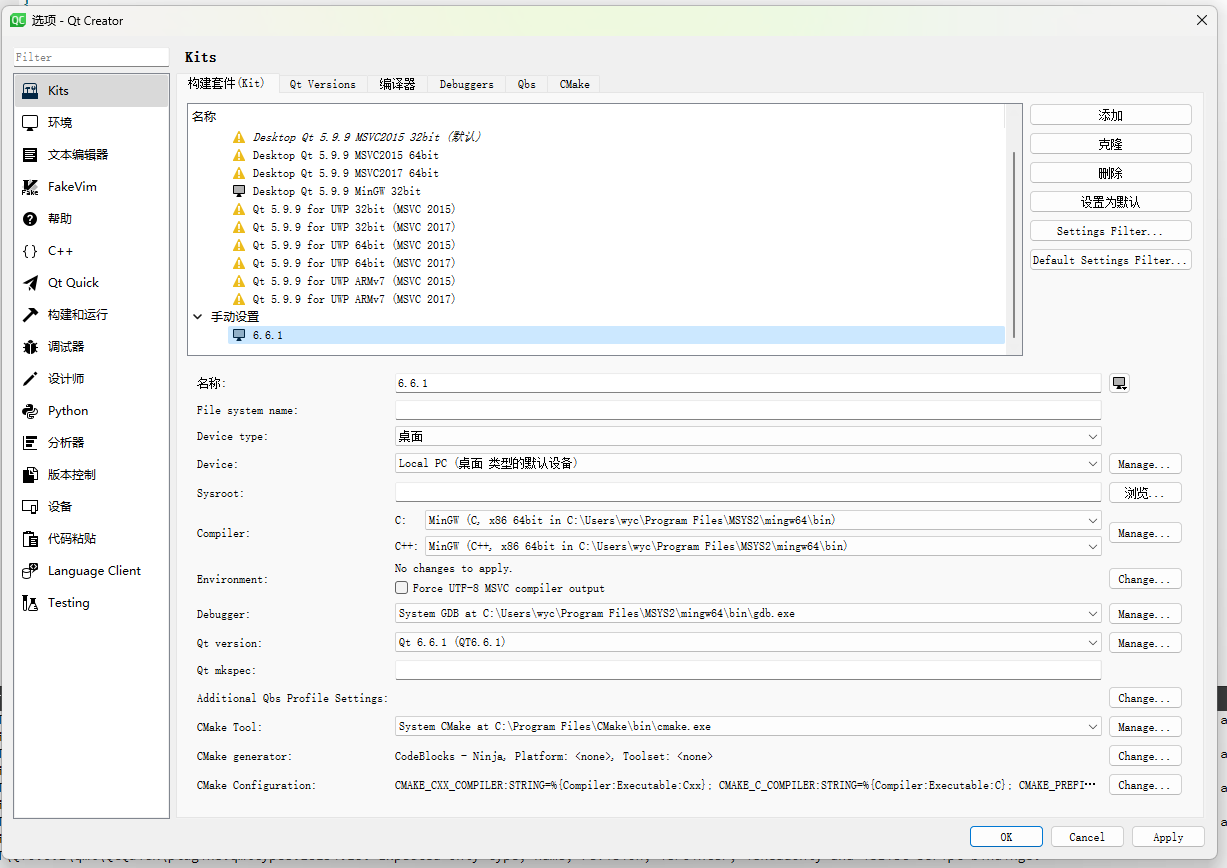 选项 - Qt Creator
Filter
Kits
环境
文本编辑器
FakeVim
帮助
C++
Qt Quick
构建和运行
调试器
设计师
Python
分析器
版本控制
设备
代码粘贴
Language Client
Testing
Kits
构建套件(Kit) Qt Versions 编译器 Debuggers Qbs CMake
名称
Desktop Qt 5.9.9 MSVC2015 32bit (默认)
Desktop Qt 5.9.9 MSVC2015 64bit
Desktop Qt 5.9.9 MSVC2017 64bit
Desktop Qt 5.9.9 MinGW 32bit
Qt 5.9.9 for UWP 32bit (MSVC 2015)
Qt 5.9.9 for UWP 32bit (MSVC 2017)
Qt 5.9.9 for UWP 64bit (MSVC 2015)
Qt 5.9.9 for UWP 64bit (MSVC 2017)
Qt 5.9.9 for UWP ARMv7 (MSVC 2015)
Qt 5.9.9 for UWP ARMv7 (MSVC 2017)
手动设置
6.6.1
添加
克隆
删除
设置为默认
Settings Filter...
Default Settings Filter...
名称: 6.6.1
File system name:
Device type: 桌面
Device: Local PC (桌面 类型的默认设备) Manage...
Sysroot: 浏览...
Compiler: C: MinGW (C, x86 64bit in C:\Users\wyc\Program Files\MSYS2\mingw64\bin)
C++: MinGW (C++, x86 64bit in C:\Users\wyc\Program Files\MSYS2\mingw64\bin) Manage...
Environment: No changes to apply.
Force UTF-8 MSVC compiler output Change...
Debugger: System GDB at C:\Users\wyc\Program Files\MSYS2\mingw64\bin\gdb.exe Manage...
Qt version: Qt 6.6.1 (QT6.6.1) Manage...
Qt mkspec:
Additional Qbs Profile Settings: Change...
CMake Tool: System CMake at C:\Program Files\CMake\bin\cmake.exe Manage...
CMake generator: CodeBlocks - Ninja, Platform: <none>, Toolset: <none> Change...
CMake Configuration: CMAKE_CXX_COMPILER:STRING=%{Compiler:Executable:Cxx}; CMAKE_C_COMPILER:STRING=%{Compiler:Executable:C}; CMAKE_PREFI... Change...
OK Cancel Apply